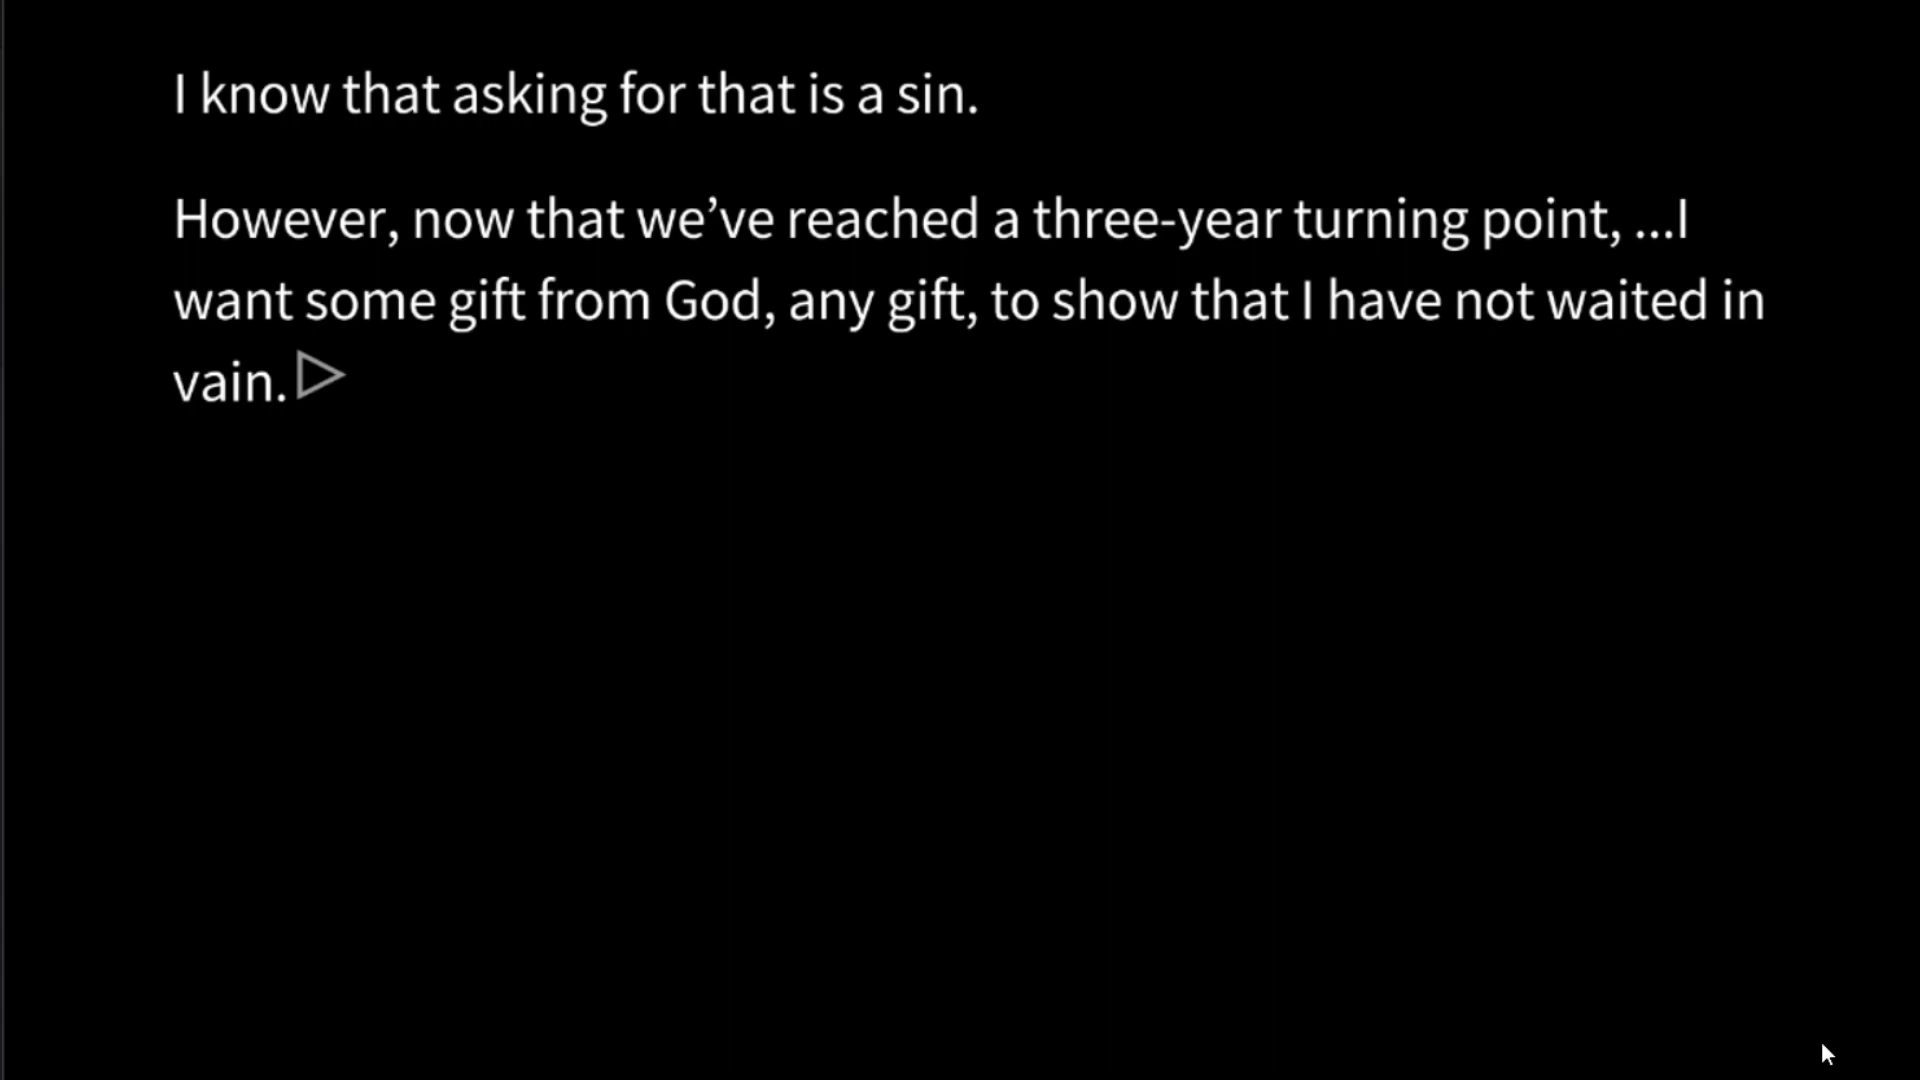 I know that asking for that is a sin.
However, now that we’ve reached a three-year turning point, ...I
want some gift from God, any gift, to show that I have not waited in
vain.